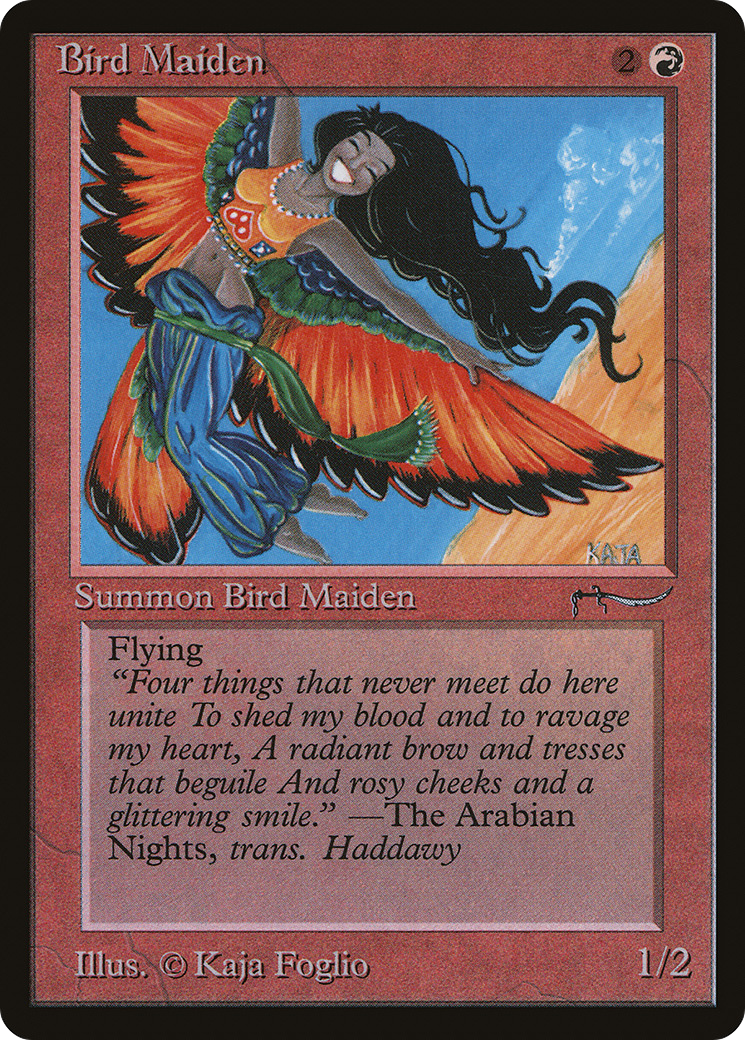 Bird Maiden
2
KAJA
Summon Bird Maiden
Flying
“Four things that never meet do here
unite To shed my blood and to ravage
my heart, A radiant brow and tresses
that beguile And rosy cheeks and a
glittering smile.” —The Arabian
Nights, trans. Haddawy
Illus. © Kaja Foglio
1/2